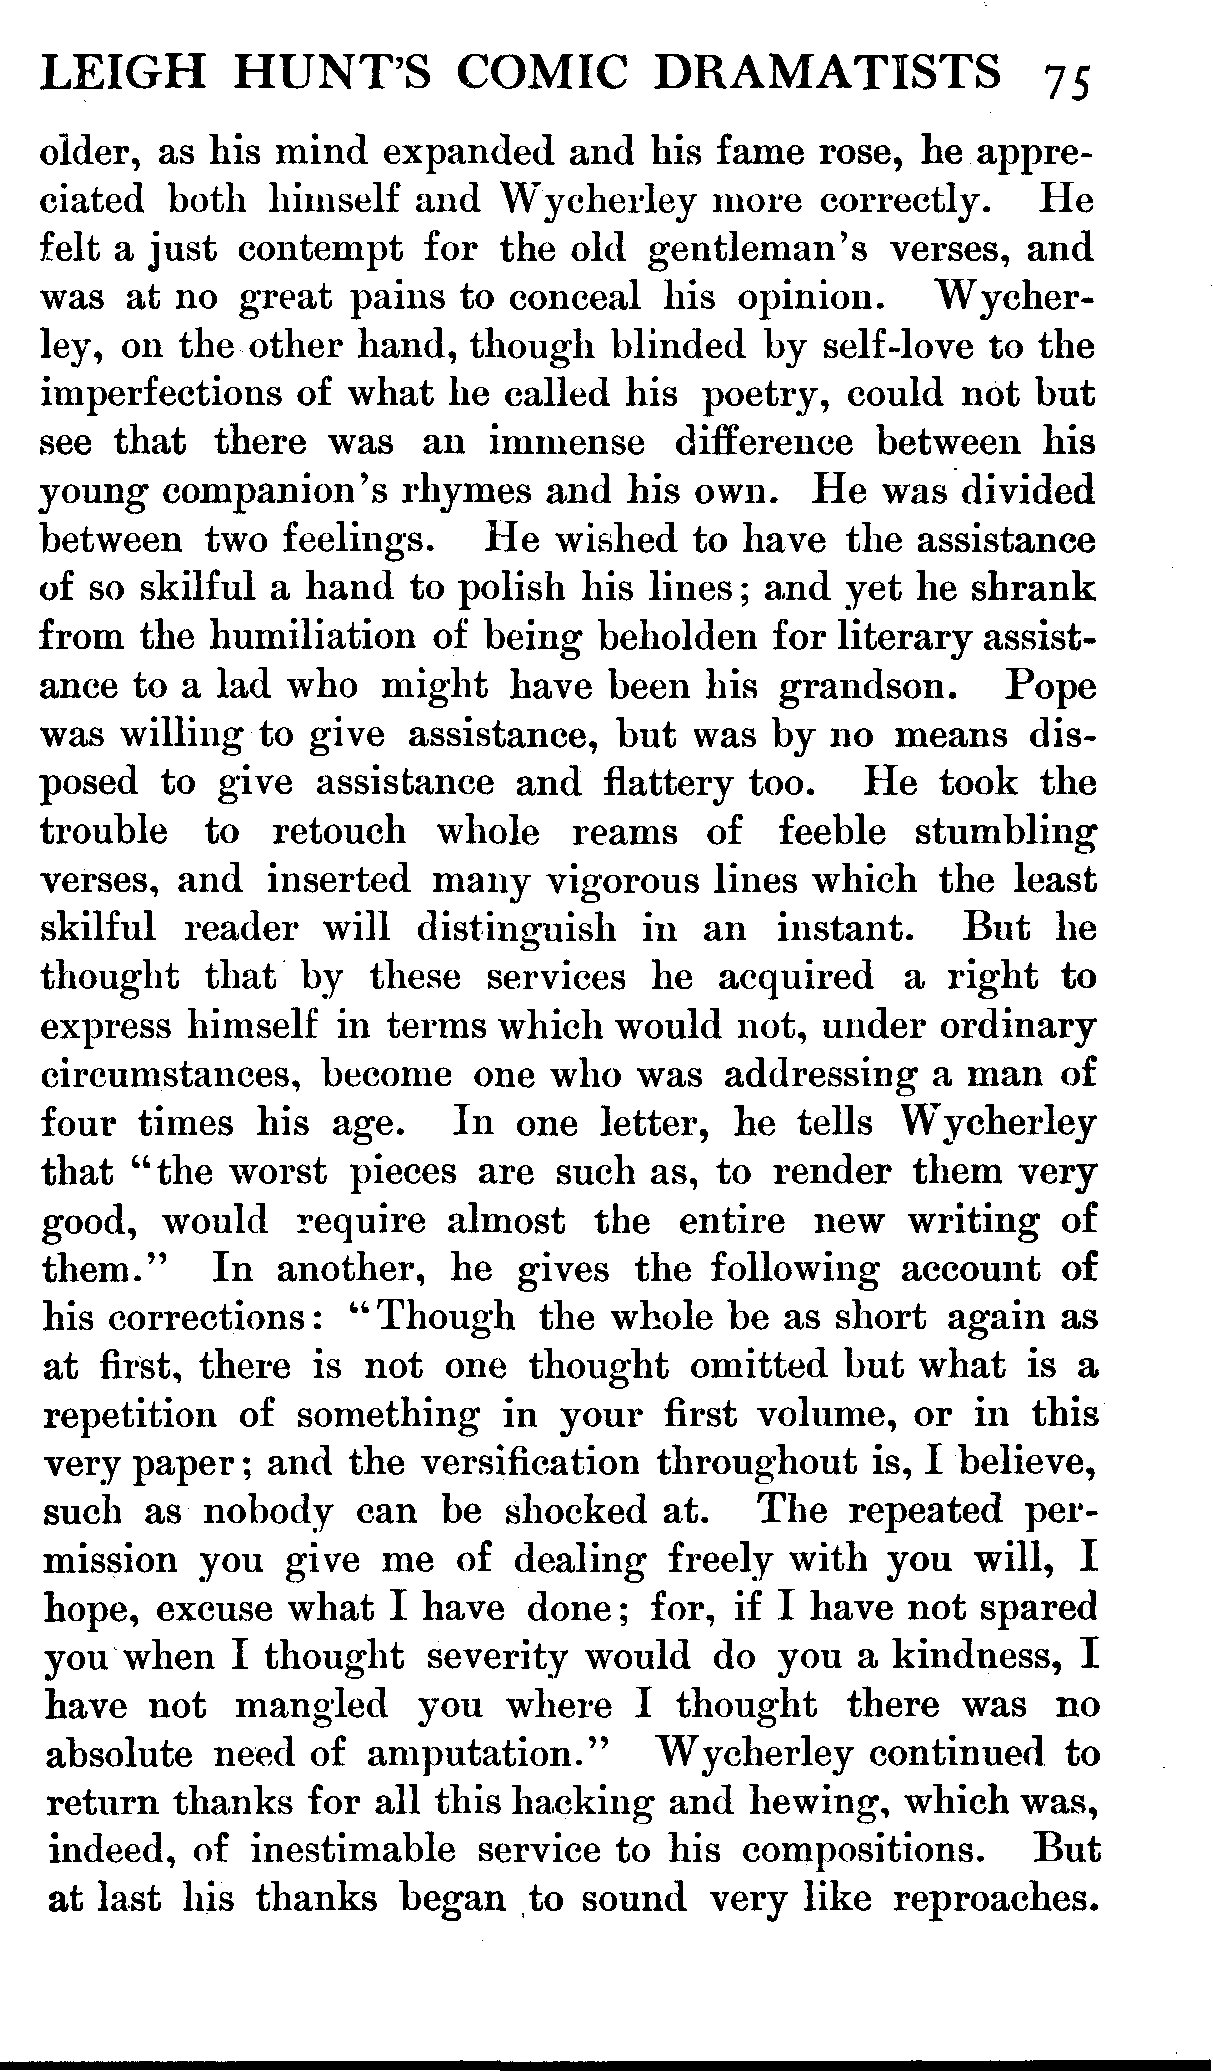 LEIGH HUNT'S COMIC DRAMATISTS 75
older, as his mind expanded and his fame rose, he appre-
ciated both himself and Wycherley more correctly. He
felt a just contempt for the old gentleman's verses, and
was at no great pains to conceal his opinion. Wycher-
ley, on the other hand, though blinded by self-love to the
imperfections of what he called his poetry, could not but
see that there was an immense difference between his
young companion's rhymes and his own. He was divided
between two feelings. He wished to have the assistance
of so skilful a hand to polish his lines; and yet he shrank
from the humiliation of being beholden for literary assist-
ance to a lad who might have been his grandson. Pope
was willing to give assistance, but was by no means dis-
posed to give assistance and flattery too. He took the
trouble to retouch whole reams of feeble stumbling
verses, and inserted many vigorous lines which the least
skilful reader will distinguish in an instant. But he
thought that by these services he acquired a right to
express himself in terms which would not, under ordinary
circumstances, become one who was addressing a man of
four times his age. In one letter, he tells Wycherley
that "the worst pieces are such as, to render them very
good, would require almost the entire new writing of
them." In another, he gives the following account of
his corrections: "Though the whole be as short again as
at first, there is not one thought omitted but what is a
repetition of something in your first volume, or in this
very paper; and the versification throughout is, I believe,
such as nobody can be shocked at. The repeated per-
mission you give me of dealing freely with you will, I
hope, excuse what I have done; for, if I have not spared
you when I thought severity would do you a kindness, I
have not mangled you where I thought there was no
absolute need of amputation." Wycherley continued to
return thanks for all this hacking and hewing, which was,
indeed, of inestimable service to his compositions. But
at last his thanks began to sound very like reproaches.